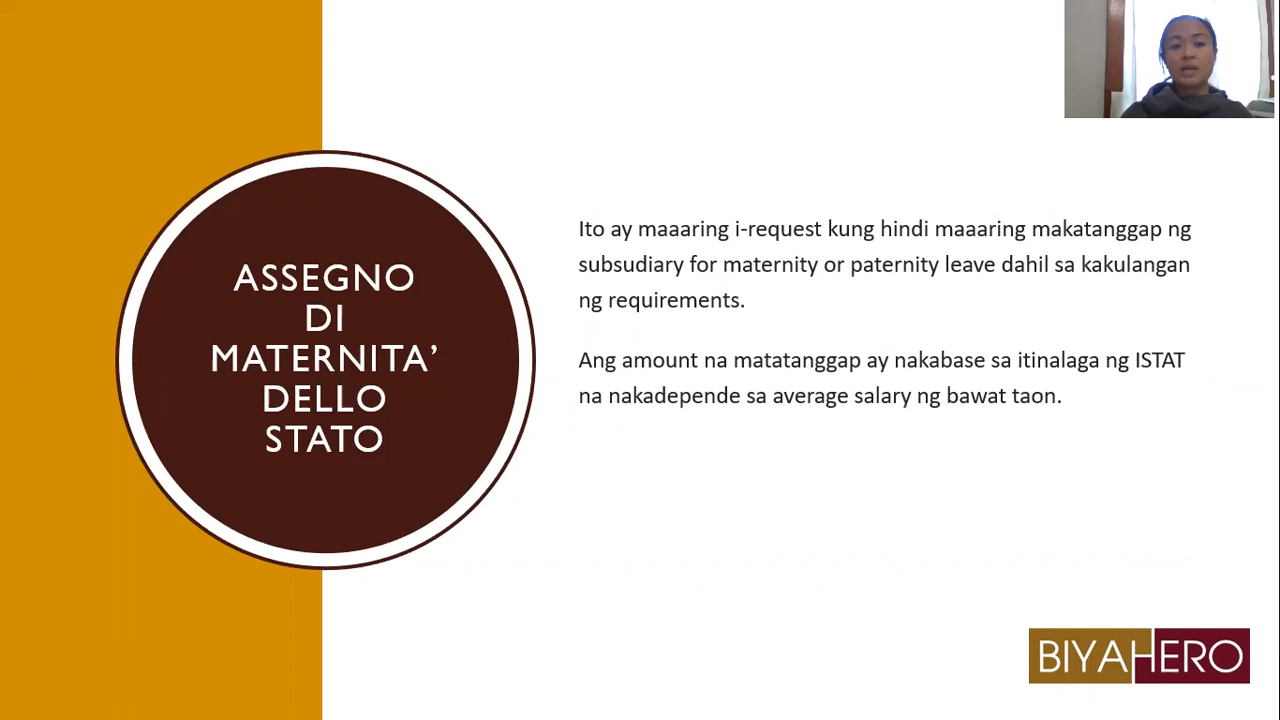 ASSEGNO
DI
MATERNITA’
DELLO
STATO
Ito ay maaaring i-request kung hindi maaaring makatanggap ng
subsudiary for maternity or paternity leave dahil sa kakulangan
ng requirements.
Ang amount na matatanggap ay nakabase sa itinalaga ng ISTAT
na nakadepende sa average salary ng bawat taon.
BIYAHERO